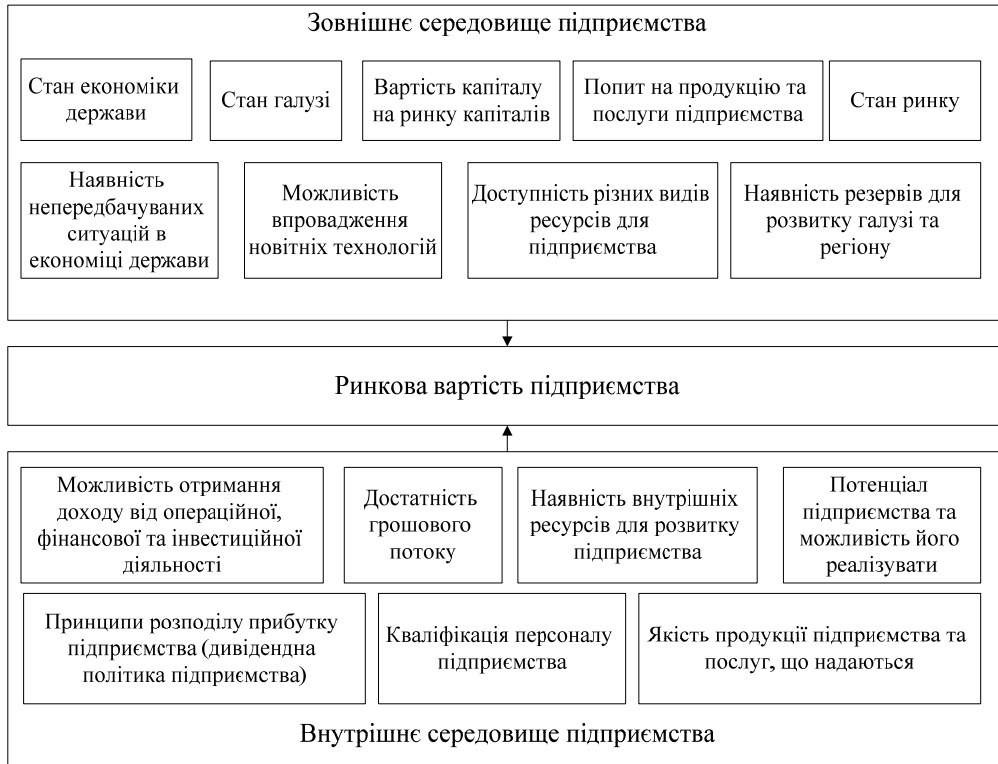 Зовнішнє середовище підприємства
Стан економіки
держави
Стан галузі
Вартість капіталу
на ринку капіталів
Попит на продукцію та
послуги підприємства
Стан ринку
Наявність
непередбачуваних
ситуацій в
економіці держави
Можливість
впровадження
новітніх технологій
Доступність різних видів
ресурсів для
підприємства
Наявність резервів для
розвитку галузі та
регіону
Ринкова вартість підприємства
Можливість отримання
доходу від операційної,
фінансової та інвестиційної
діяльності
Достатність
грошового
потоку
Наявність внутрішніх
ресурсів для розвитку
підприємства
Потенціал
підприємства та
можливість його
реалізувати
Принципи розподілу прибутку
підприємства (дивідендна
політика підприємства)
Кваліфікація персоналу
підприємства
Якість продукції підприємства та
послуг, що надаються
Внутрішнє середовище підприємства